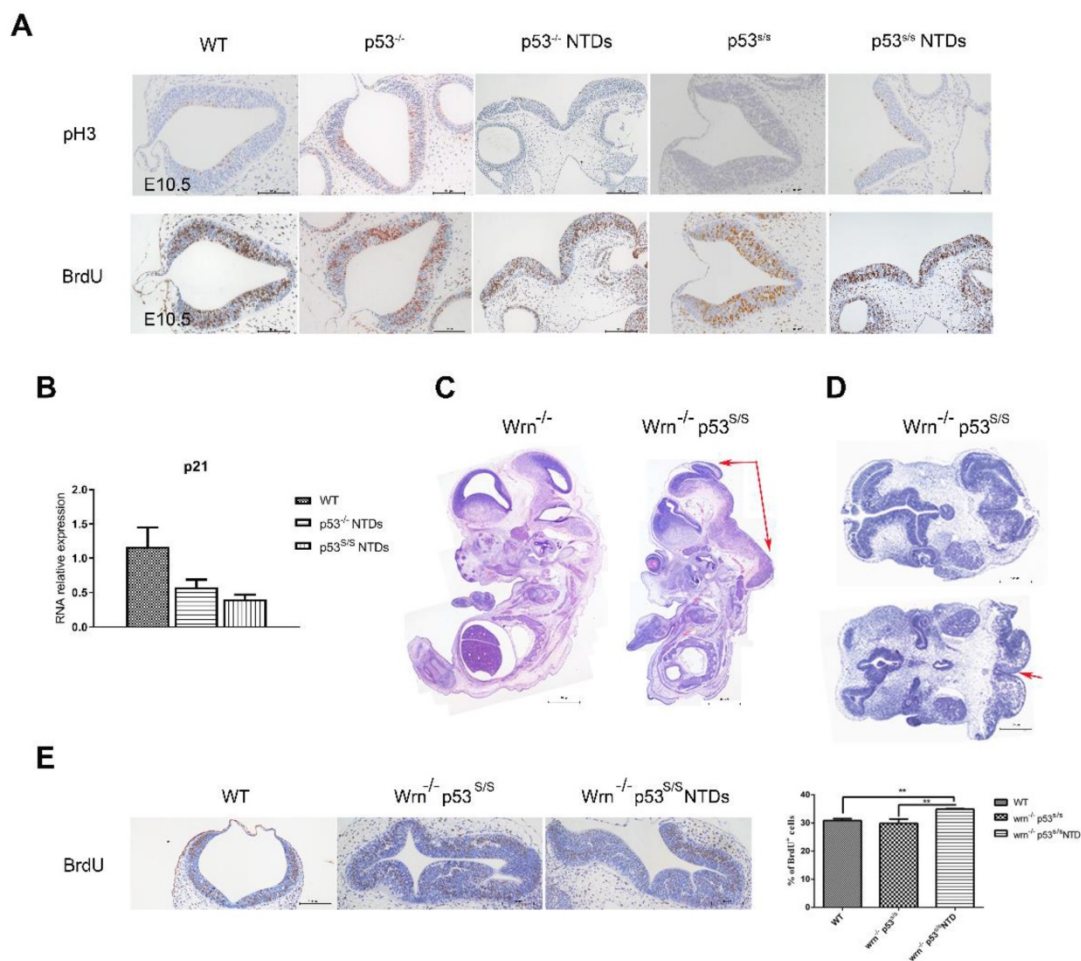 A
WT
p53-/-
p53-/- NTDs
p53s/s
p53s/s NTDs
pH3
E10.5
BrdU
E10.5
B
p21
RNA relative expression
2.0
1.5
1.0
0.5
0.0
WT
p53-/- NTDs
p53S/S NTDs
C
Wrn-/-
Wrn-/- p53S/S
D
Wrn-/- p53S/S
E
WT
Wrn-/- p53S/S
Wrn-/- p53S/S NTDs
BrdU
% of BrdU+ cells
40
30
20
10
0
WT
wrn-/- p53s/s
wrn-/- p53s/sNTD
WT
wrn-/- p53s/s
wrn-/- p53s/sNTD
**
**